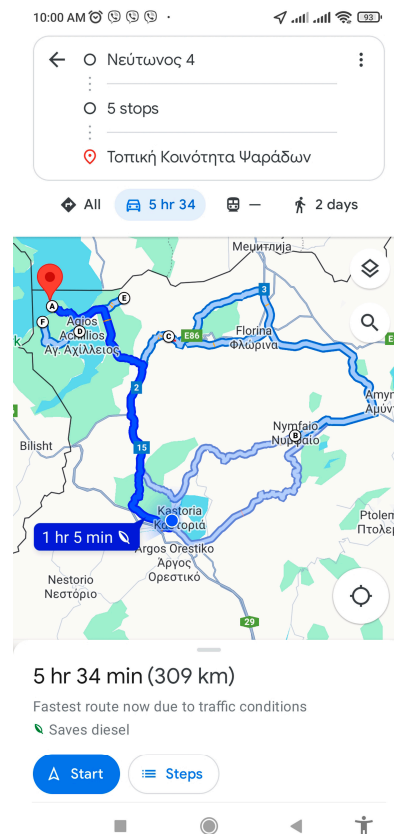 10:00 AM
93
Νεύτωνος 4
5 stops
Τοπική Κοινότητα Ψαράδων
All
5 hr 34
—
2 days
Меџитлија
3
A
E
F
Agios
D
Achillios
Αγ. Αχίλλειος
C
E86
Florina
Φλώρινα
E
k
2
Amyn
Αμύν
Nymfaio
B
Νυμφαίο
15
Bilisht
Kastoria
Καστοριά
Ptolem
Πτολεμ
1 hr 5 min
Argos Orestiko
Άργος
Ορεστικό
Nestorio
Νεστόριο
29
5 hr 34 min (309 km)
Fastest route now due to traffic conditions
Saves diesel
Start
Steps